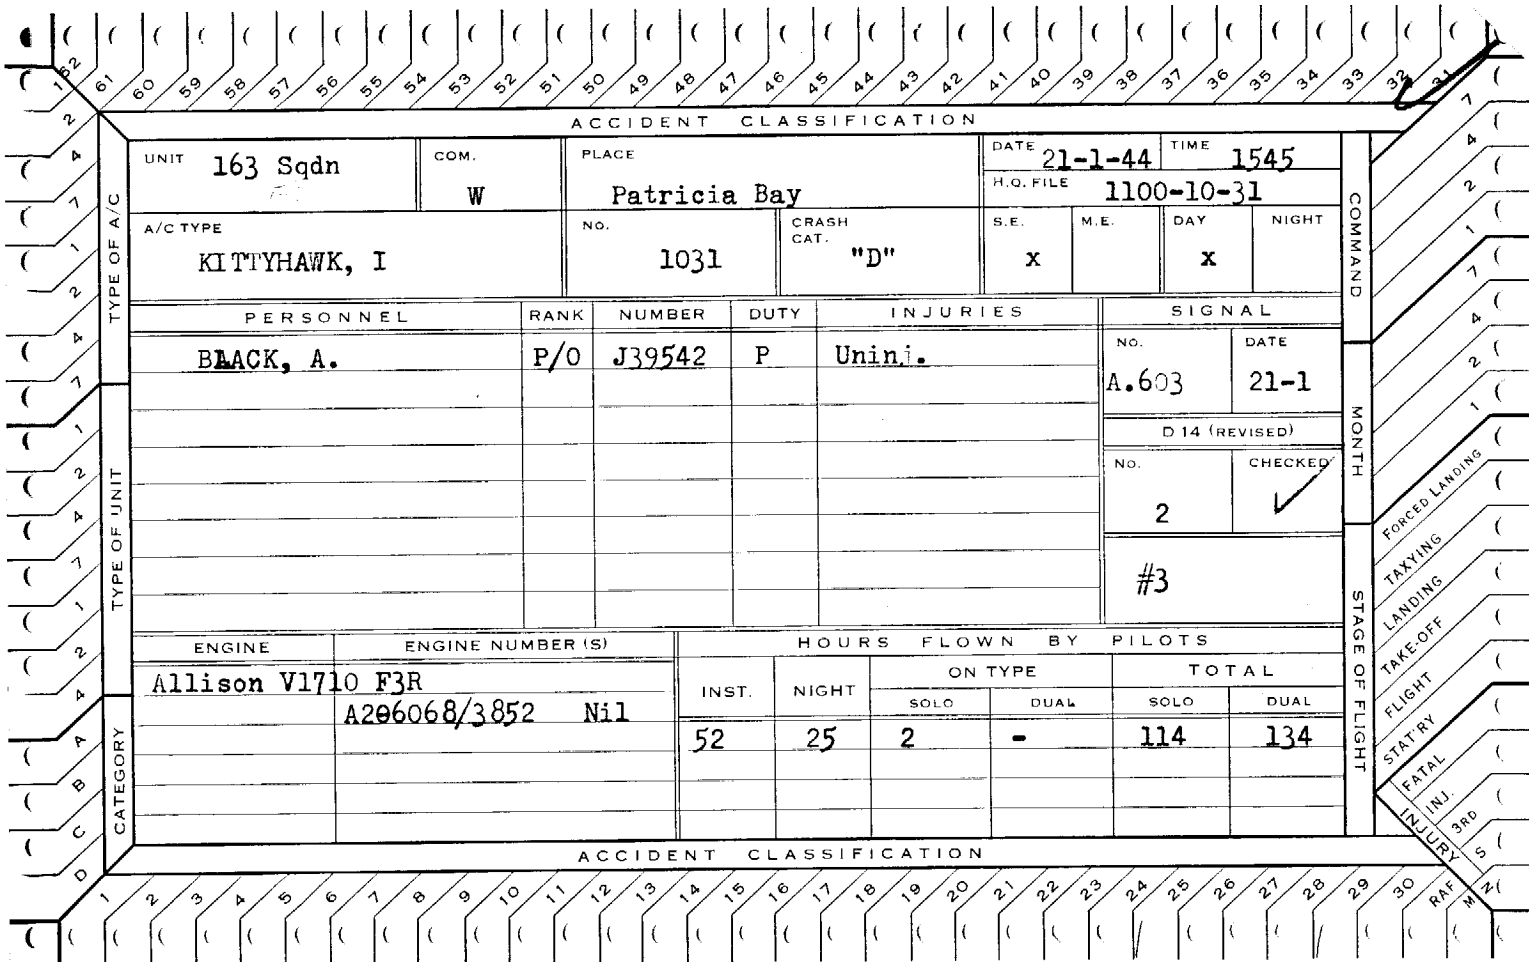 62 61 60 59 58 57 56 55 54 53 52 51 50 49 48 47 46 45 44 43 42 41 40 39 38 37 36 35 34 33 32 31
ACCIDENT CLASSIFICATION
UNIT 163 Sqdn COM. W PLACE Patricia Bay DATE 21-1-44 TIME 1545
H.Q. FILE 1100-10-31
A/C TYPE KITTYHAWK, I NO. 1031 CRASH CAT. "D" S.E. x M.E. DAY x NIGHT
PERSONNEL RANK NUMBER DUTY INJURIES SIGNAL
BLACK, A. P/O J39542 P Uninj. NO. A.603 DATE 21-1
D 14 (REVISED)
NO. 2 CHECKED ✓
#3
ENGINE ENGINE NUMBER(S) HOURS FLOWN BY PILOTS
Allison V1710 F3R INST. NIGHT ON TYPE TOTAL
A206068/3852 Nil SOLO DUAL SOLO DUAL
52 25 2 - 114 134
ACCIDENT CLASSIFICATION
1 2 3 4 5 6 7 8 9 10 11 12 13 14 15 16 17 18 19 20 21 22 23 24 25 26 27 28 29 30 RAF M N
TYPE OF A/C
TYPE OF UNIT
CATEGORY
1 2 4 7 1 2 4 7 1 2 4 7 1 2 4 A B C D
COMMAND
MONTH
STAGE OF FLIGHT
7 4 2 1 7 4 2 1
FORCED LANDING
TAXYING
LANDING
TAKE-OFF
FLIGHT
STAT'RY
FATAL
INJ.
3RD
S
INJURY